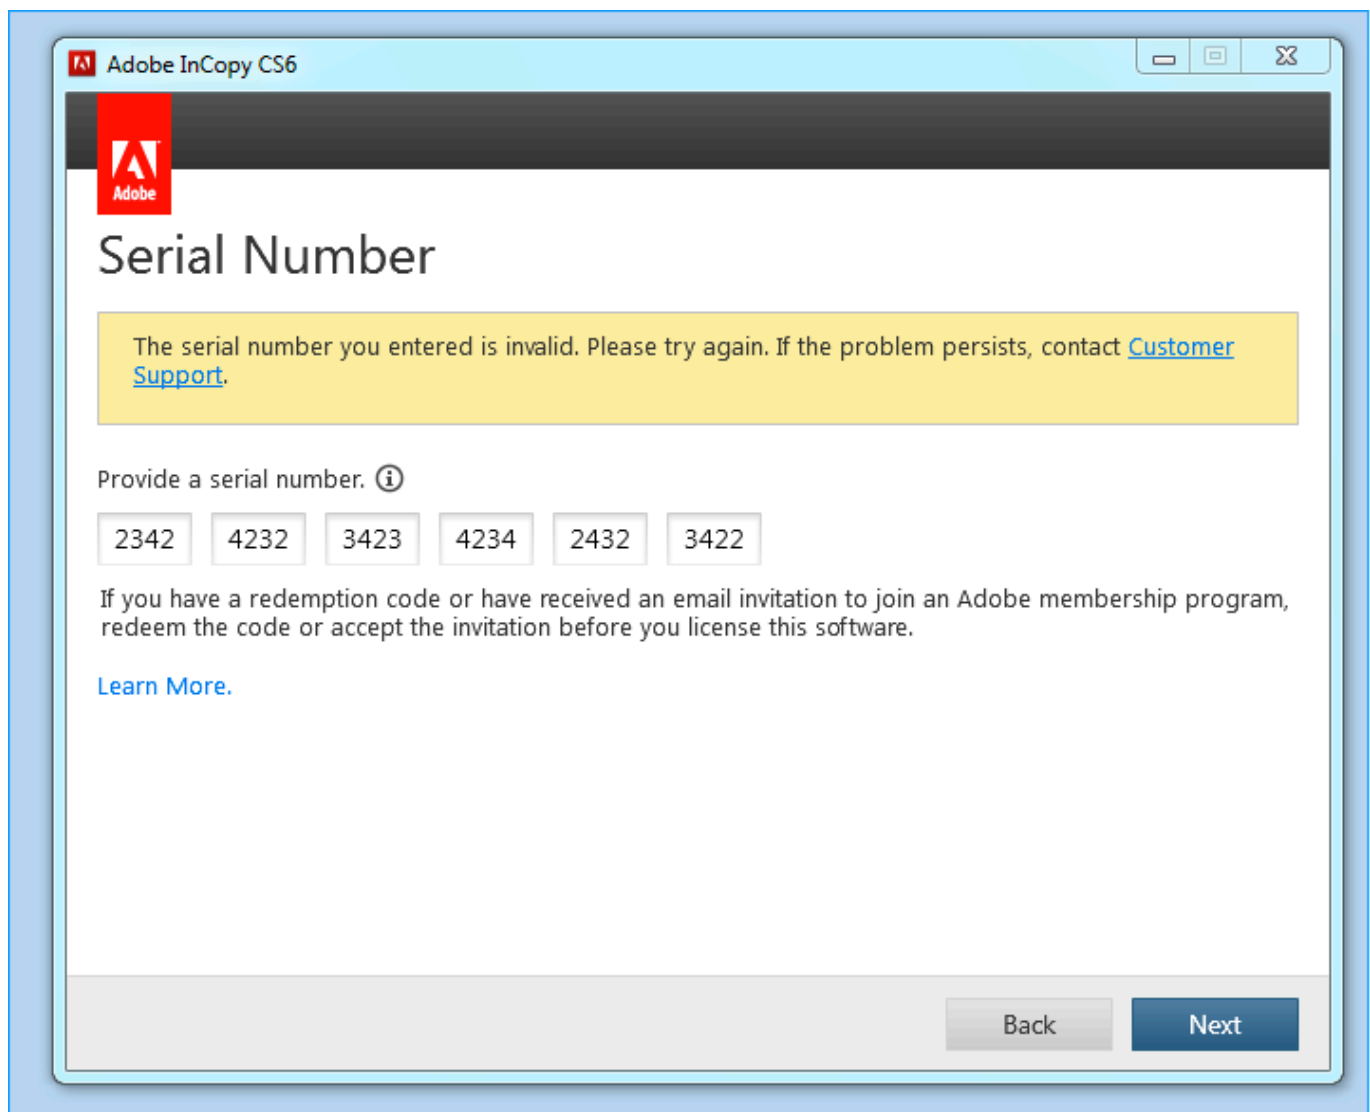 Adobe InCopy CS6
Adobe
Serial Number
The serial number you entered is invalid. Please try again. If the problem persists, contact Customer
Support.
Provide a serial number.
2342 4232 3423 4234 2432 3422
If you have a redemption code or have received an email invitation to join an Adobe membership program,
redeem the code or accept the invitation before you license this software.
Learn More.
Back Next